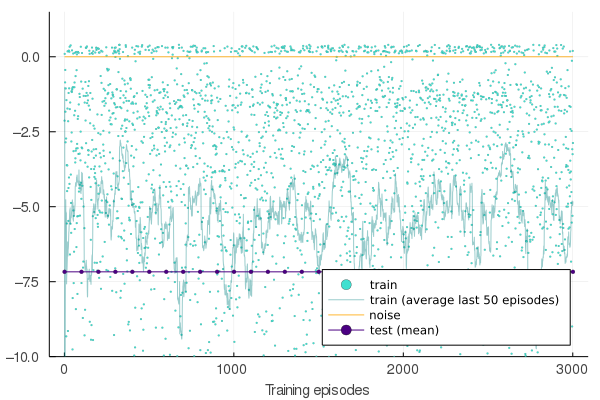 0.0
−2.5
−5.0
−7.5
−10.0
train
train (average last 50 episodes)
noise
test (mean)
0 1000 2000 3000
Training episodes